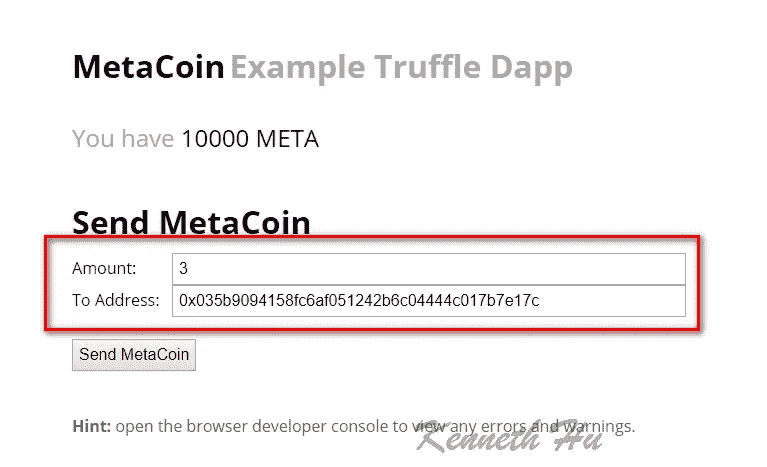 MetaCoin Example Truffle Dapp
You have 10000 META
Send MetaCoin
Amount: 3
To Address: 0x035b9094158fc6af051242b6c04444c017b7e17c
Send MetaCoin
Hint: open the browser developer console to view any errors and warnings.
Kenneth Hu